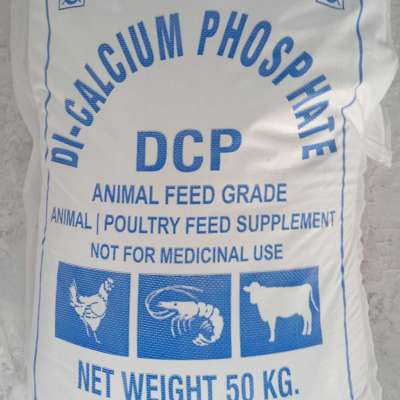 DI-CALCIUM PHOSPHATE
DCP
ANIMAL FEED GRADE
ANIMAL | POULTRY FEED SUPPLEMENT
NOT FOR MEDICINAL USE
NET WEIGHT 50 KG.